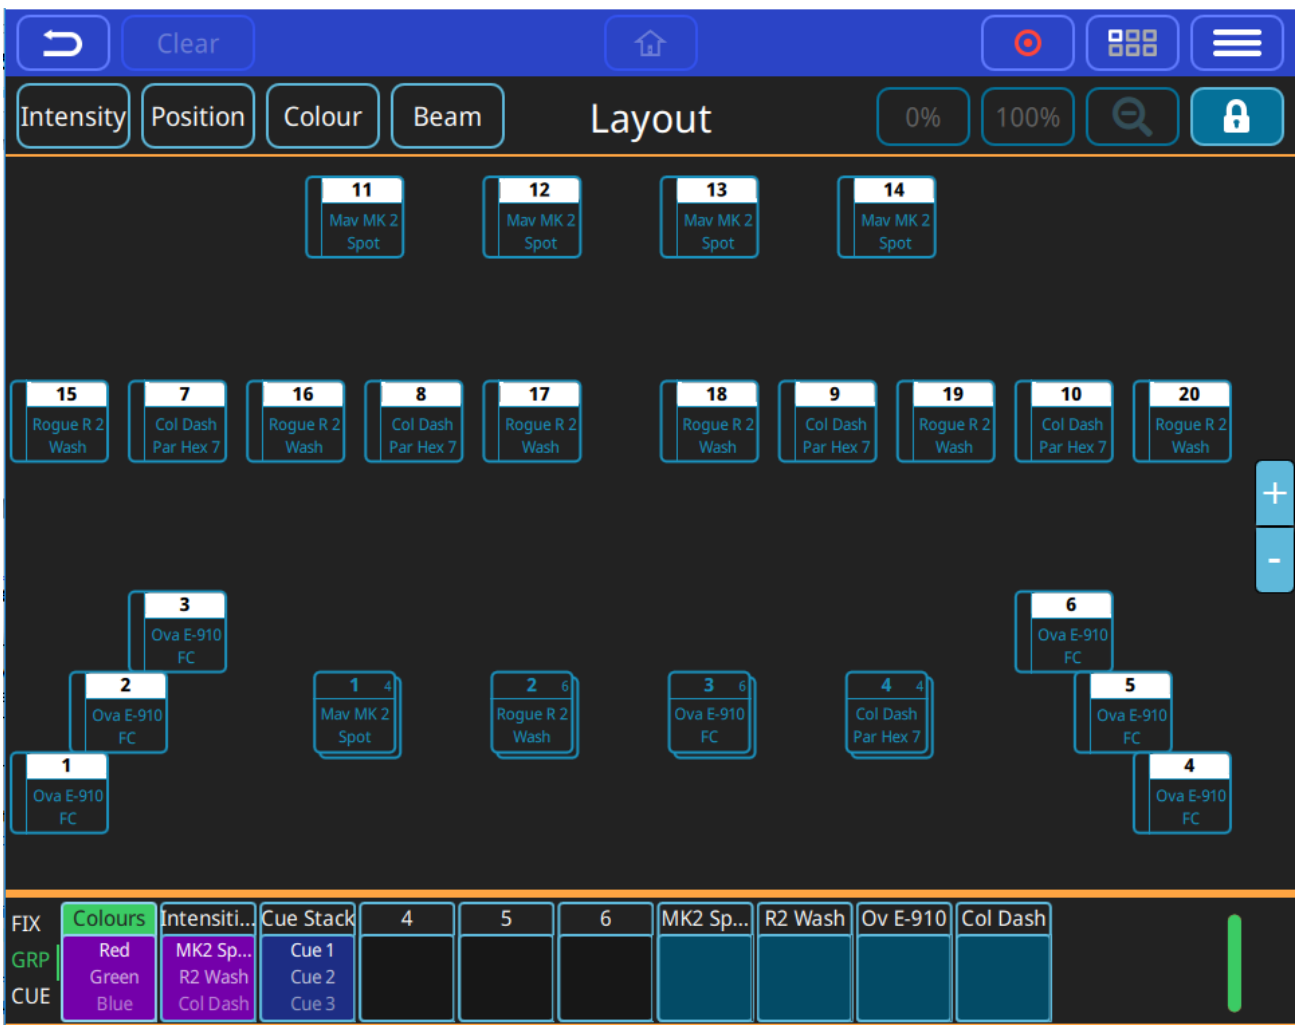 Clear
Intensity Position Colour Beam Layout 0% 100%
11 12 13 14
Mav MK 2 Mav MK 2 Mav MK 2 Mav MK 2
Spot Spot Spot Spot
15 7 16 8 17 18 9 19 10 20
Rogue R 2 Col Dash Rogue R 2 Col Dash Rogue R 2 Rogue R 2 Col Dash Rogue R 2 Col Dash Rogue R 2
Wash Par Hex 7 Wash Par Hex 7 Wash Wash Par Hex 7 Wash Par Hex 7 Wash
+
-
3 6
Ova E-910 Ova E-910
FC FC
2 1 4 2 6 3 6 4 4 5
Ova E-910 Mav MK 2 Rogue R 2 Ova E-910 Col Dash Ova E-910
FC Spot Wash FC Par Hex 7 FC
1 4
Ova E-910 Ova E-910
FC FC
FIX Colours Intensiti... Cue Stack 4 5 6 MK2 Sp... R2 Wash Ov E-910 Col Dash
GRP Red MK2 Sp... Cue 1
Green R2 Wash Cue 2
CUE Blue Col Dash Cue 3